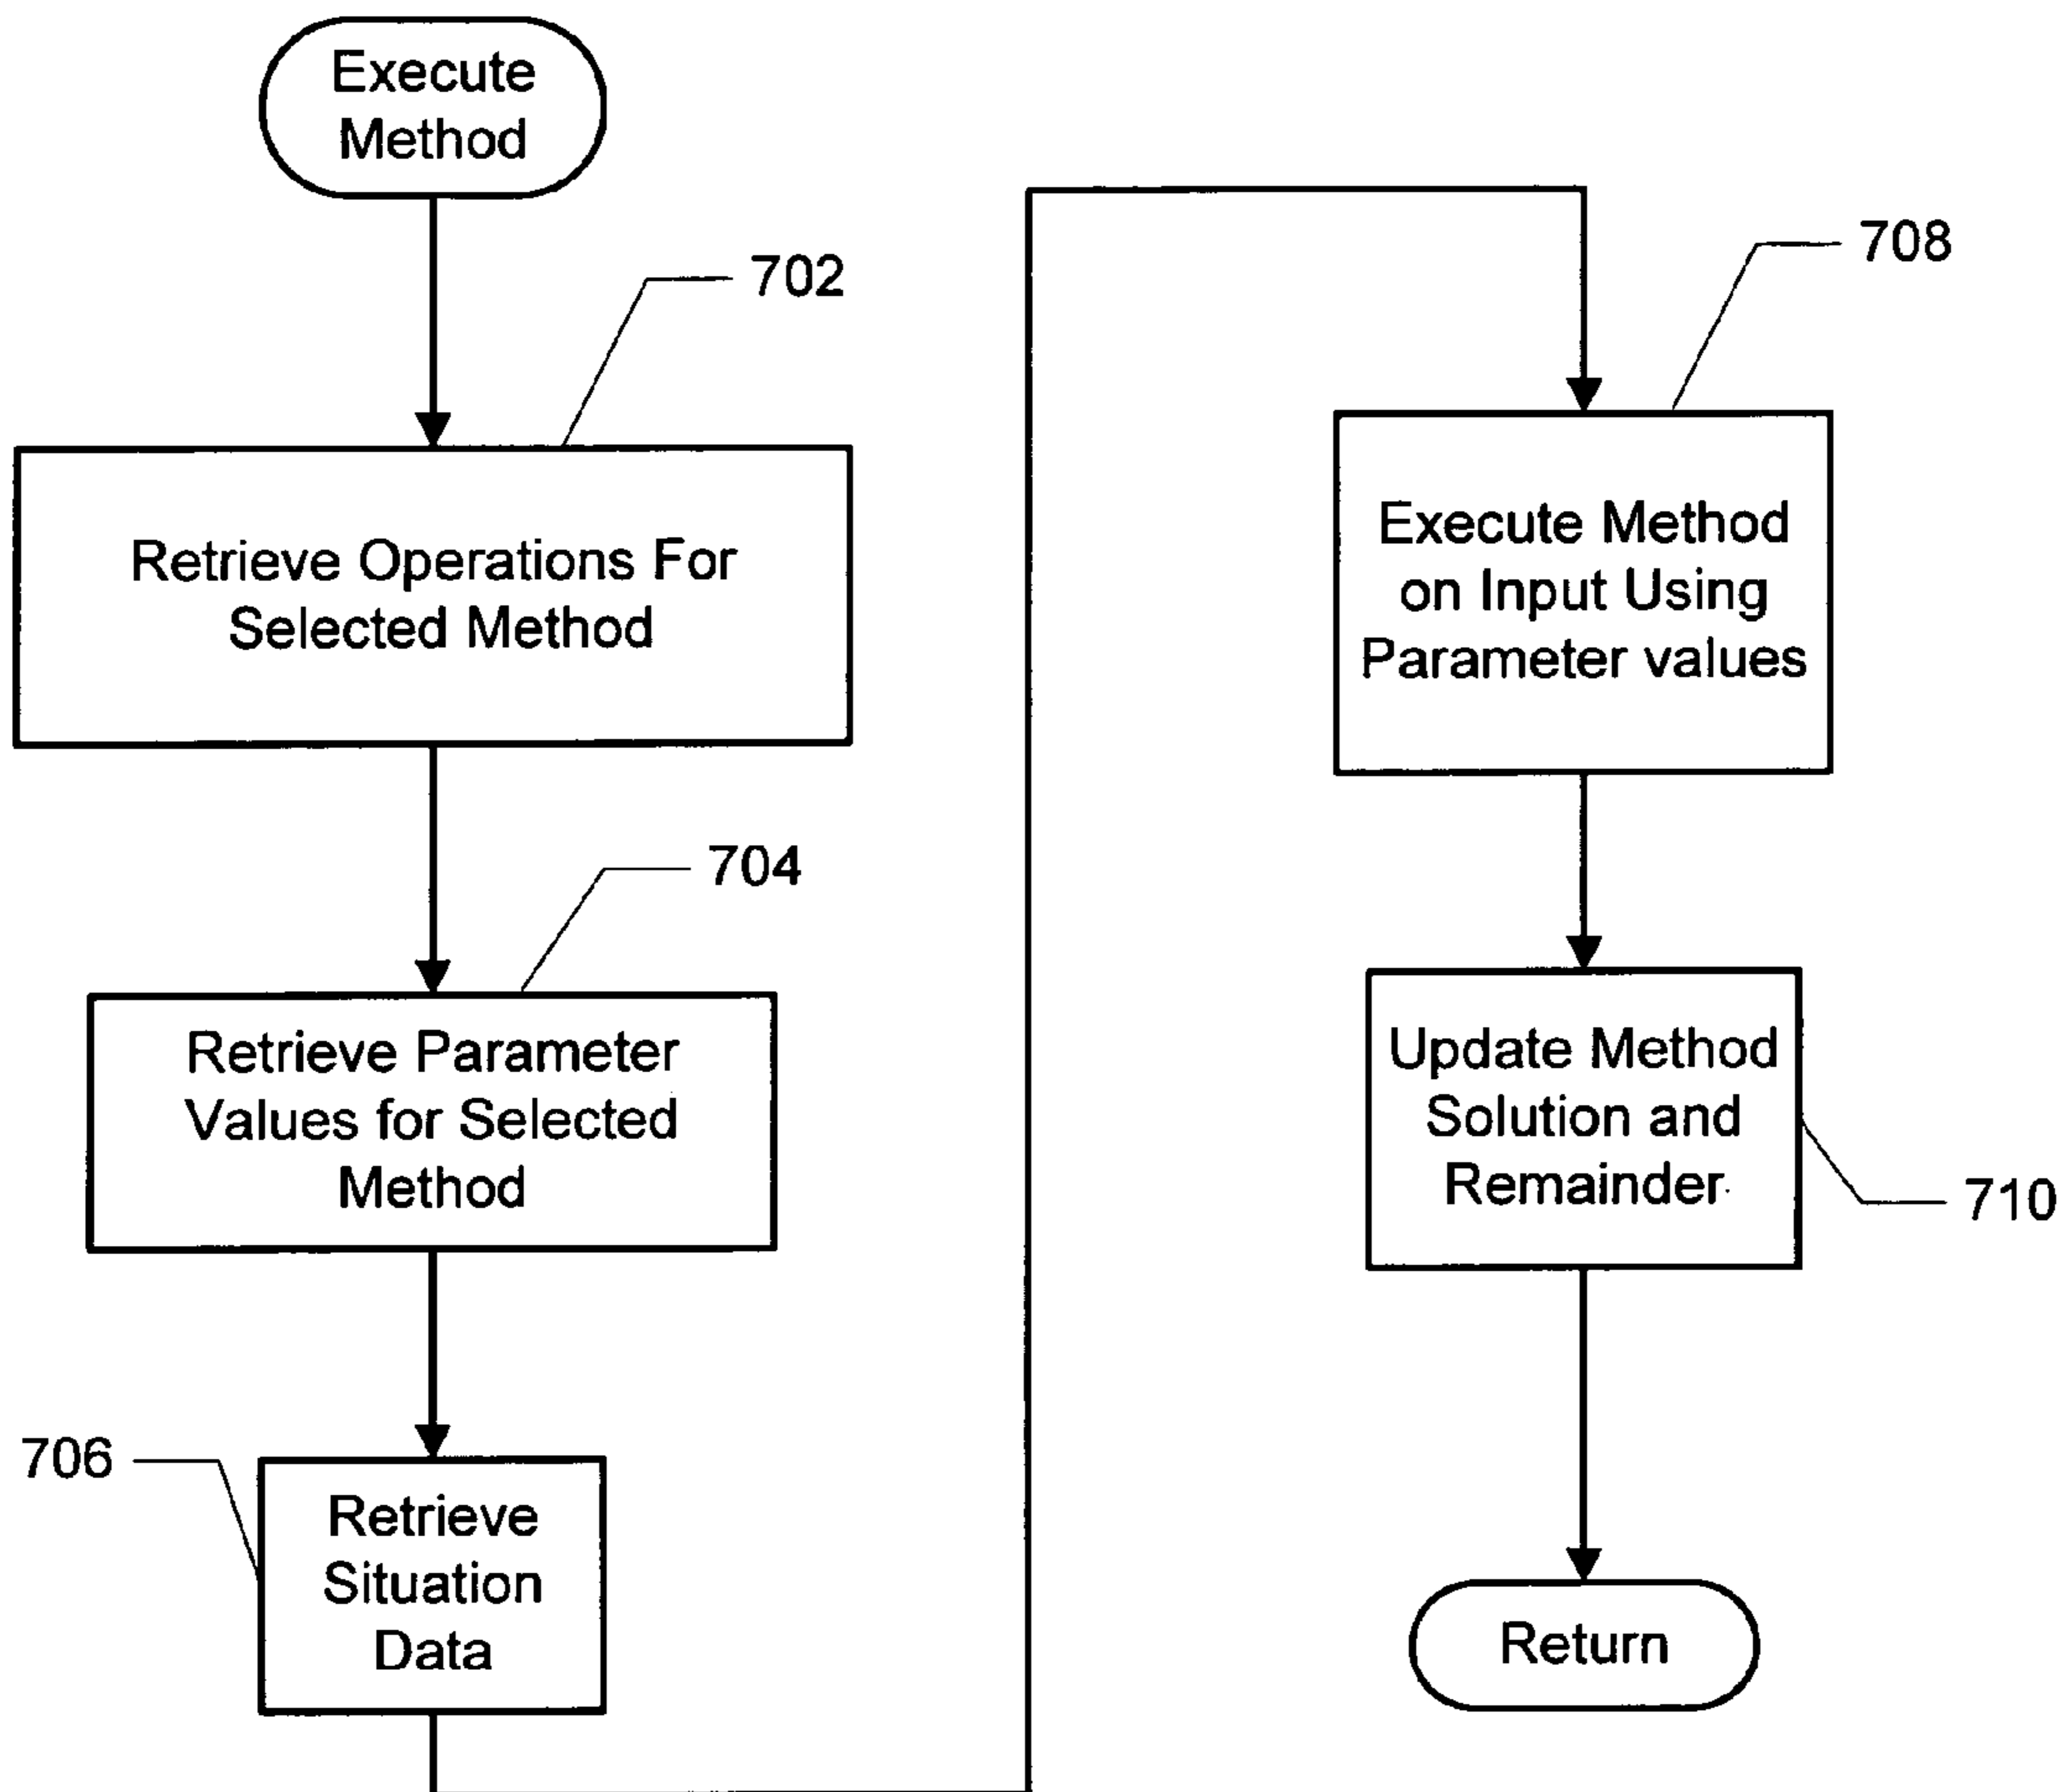 Execute
Method
702
Retrieve Operations For
Selected Method
704
Retrieve Parameter
Values for Selected
Method
706
Retrieve
Situation
Data
708
Execute Method
on Input Using
Parameter values
Update Method
Solution and
Remainder
710
Return